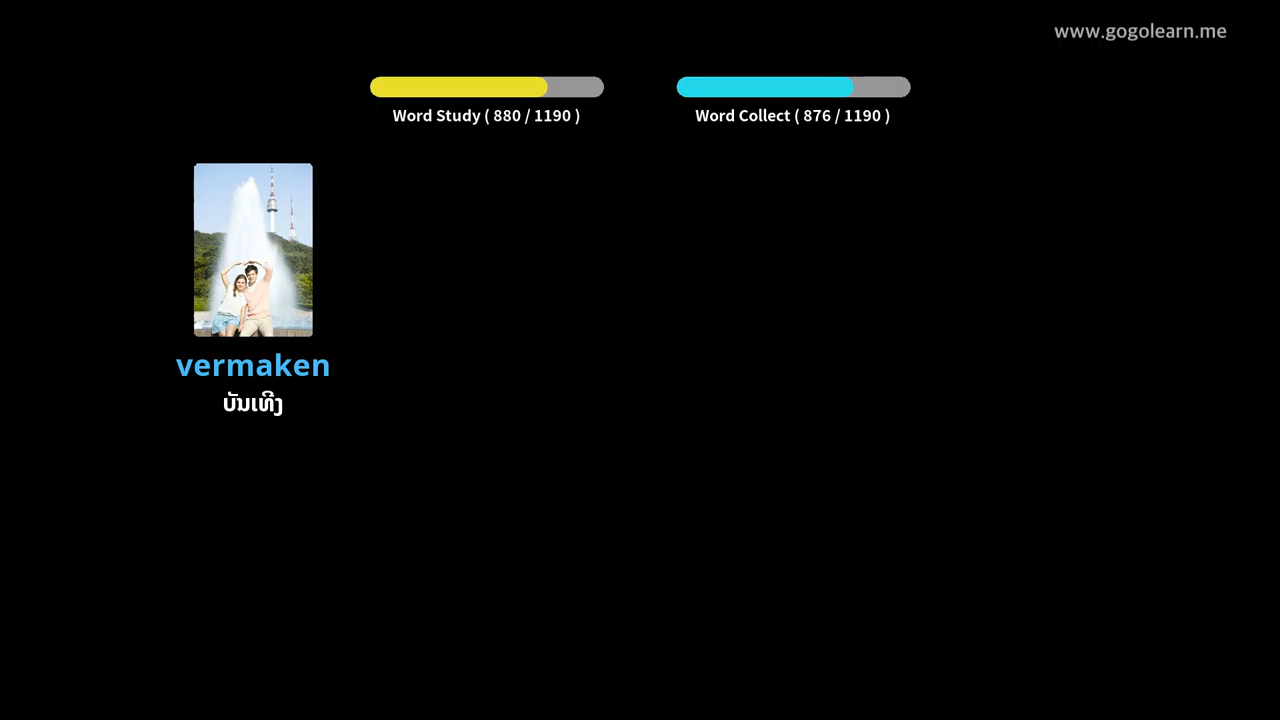 www.gogolearn.me
Word Study ( 880 / 1190 )
Word Collect ( 876 / 1190 )
vermaken
ບັນເທີງ